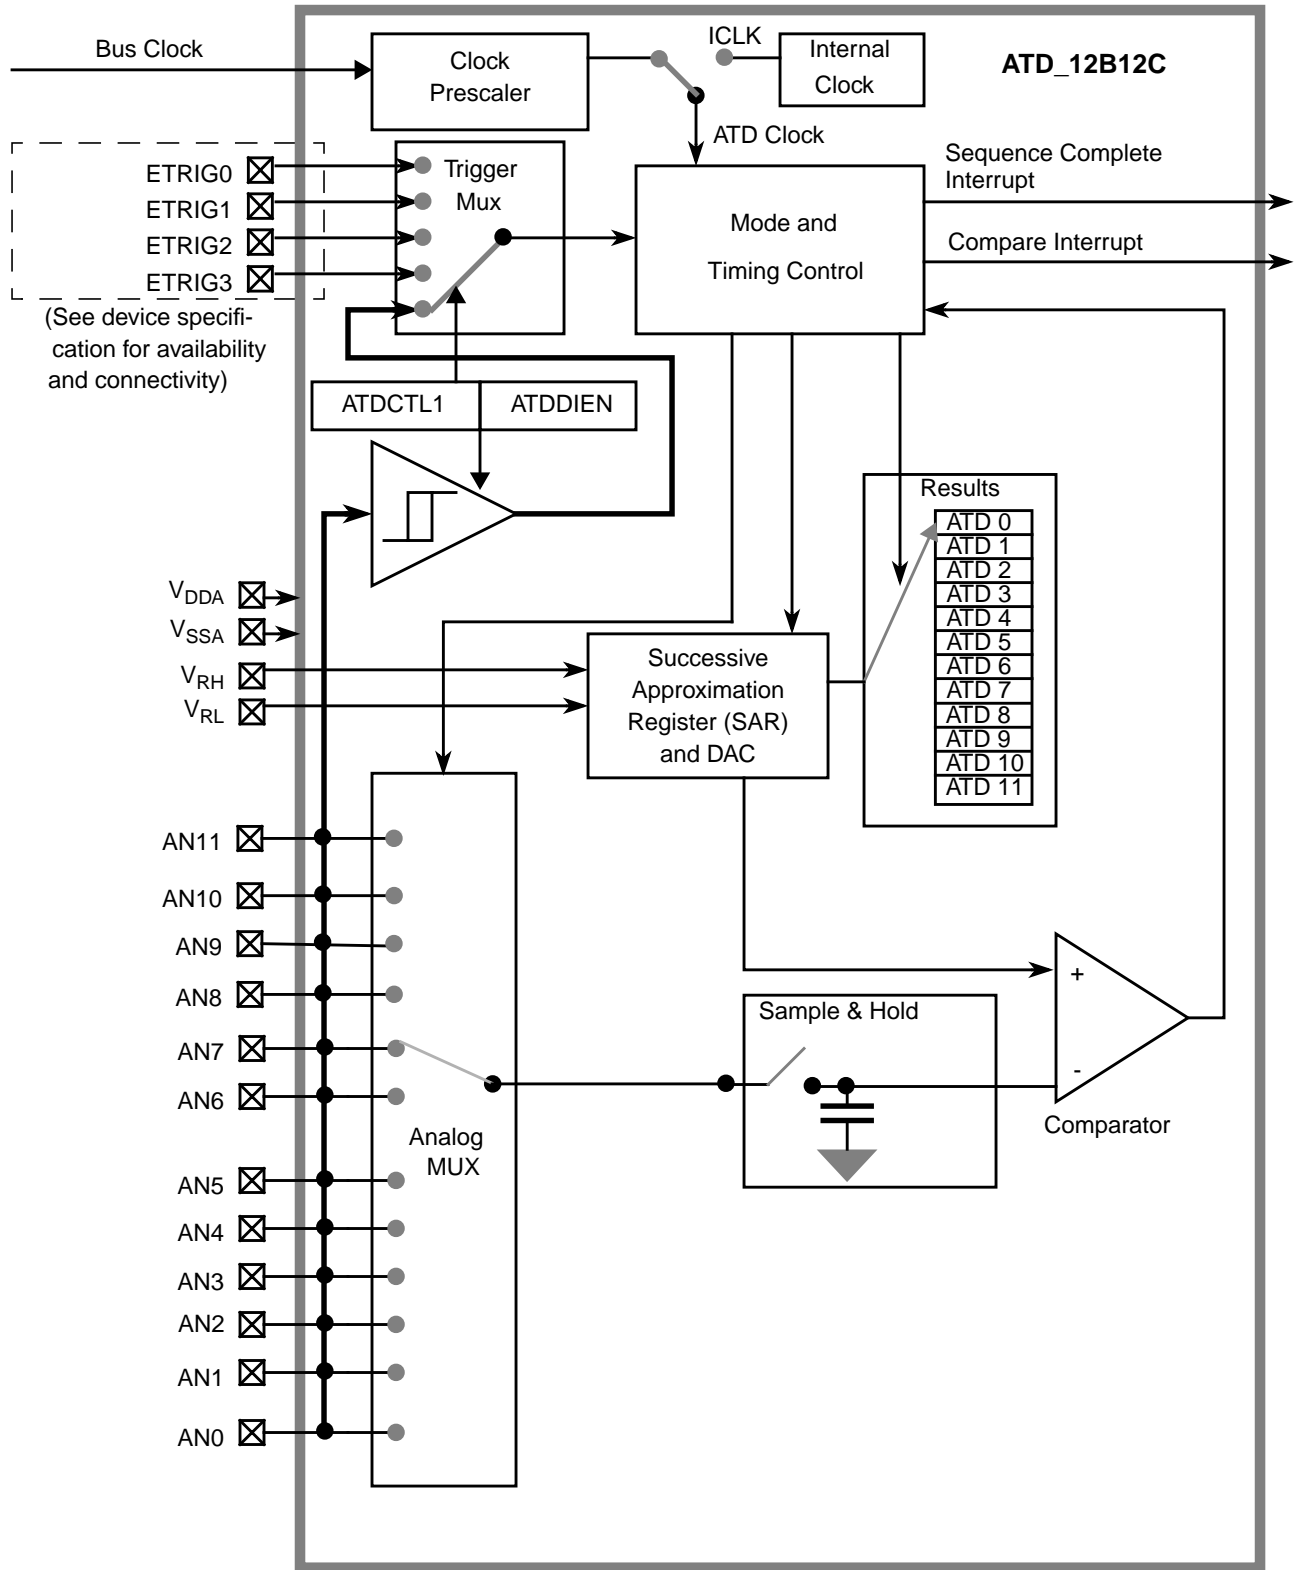 Bus Clock
Clock
Prescaler
ICLK
Internal
Clock
ATD_12B12C
ATD Clock
ETRIG0
ETRIG1
ETRIG2
ETRIG3
(See device specifi-
cation for availability
and connectivity)
Trigger
Mux
Mode and
Timing Control
Sequence Complete
Interrupt
Compare Interrupt
ATDCTL1
ATDDIEN
Results
ATD 0
ATD 1
ATD 2
ATD 3
ATD 4
ATD 5
ATD 6
ATD 7
ATD 8
ATD 9
ATD 10
ATD 11
VDDA
VSSA
VRH
VRL
Successive
Approximation
Register (SAR)
and DAC
AN11
AN10
AN9
AN8
AN7
AN6
AN5
AN4
AN3
AN2
AN1
AN0
Analog
MUX
Sample & Hold
+
-
Comparator